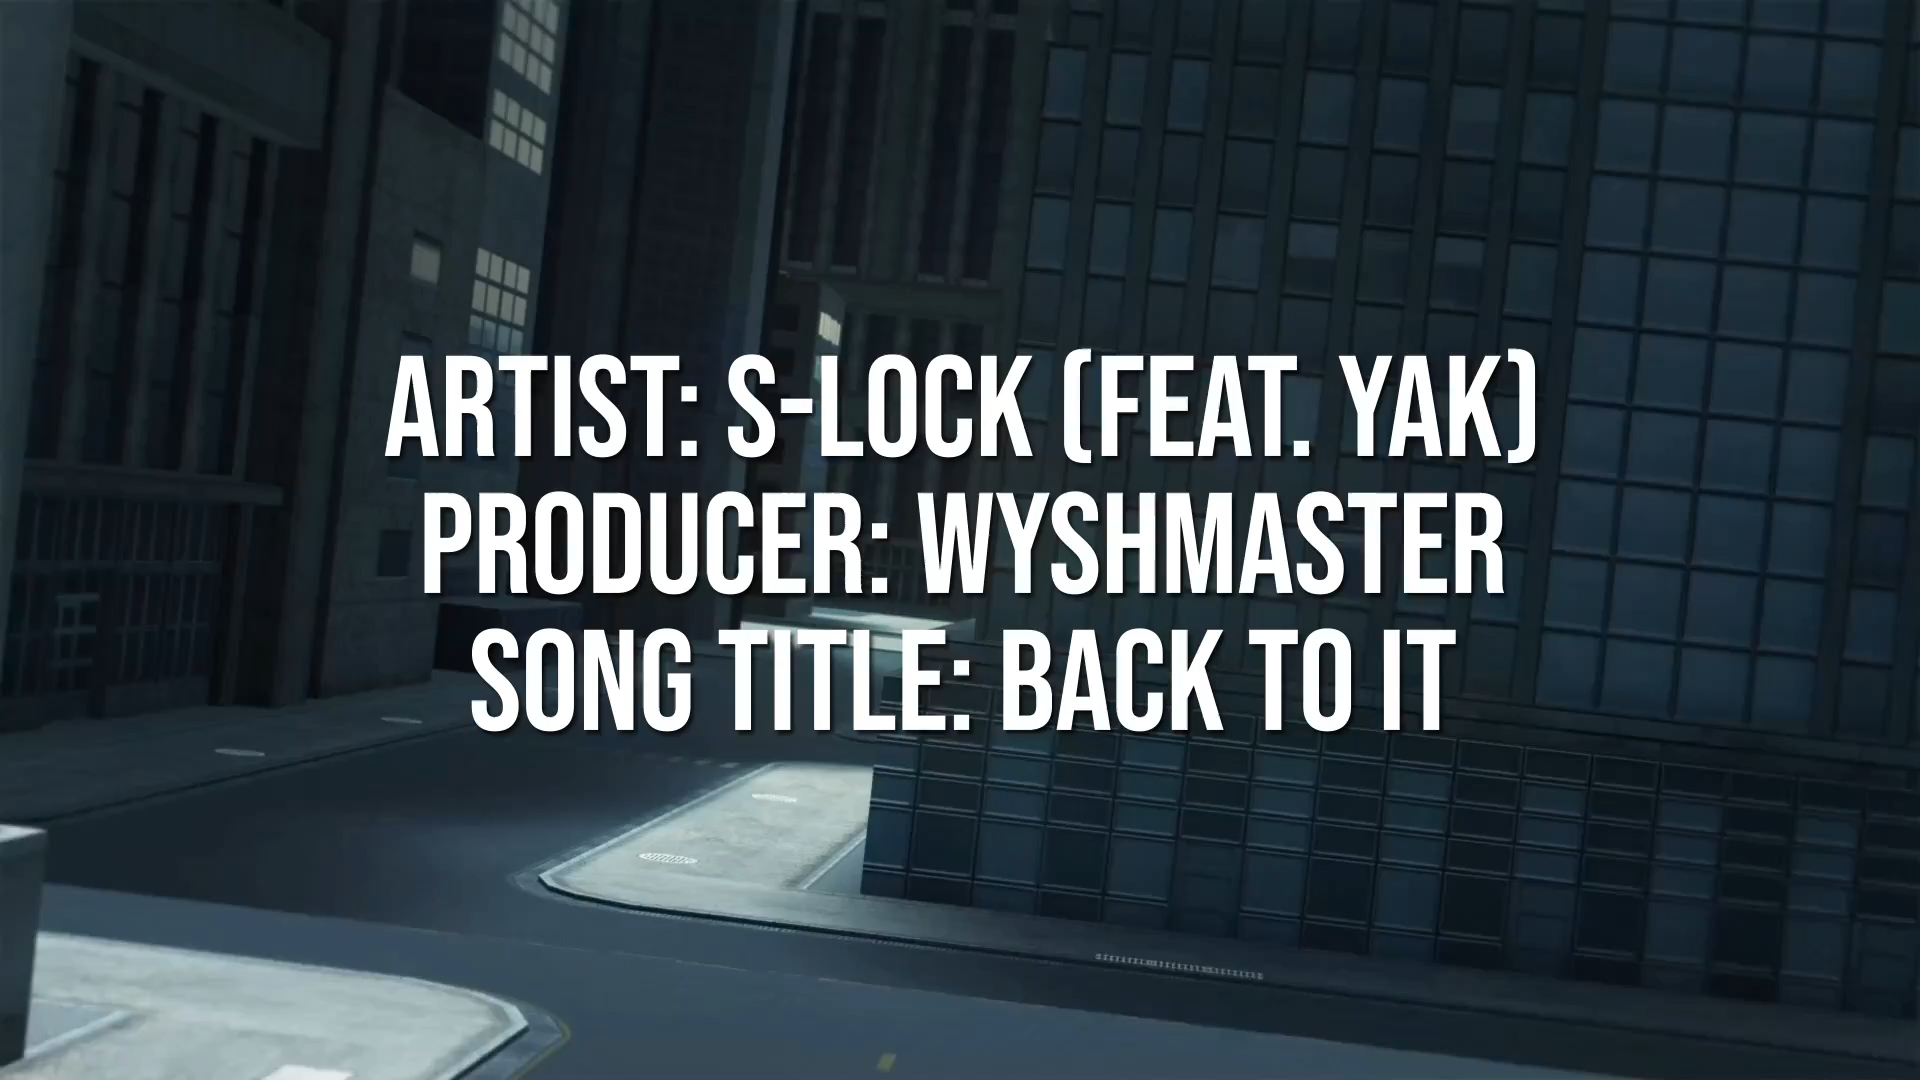 ARTIST: S-LOCK (FEAT. YAK)
PRODUCER: WYSHMASTER
SONG TITLE: BACK TO IT